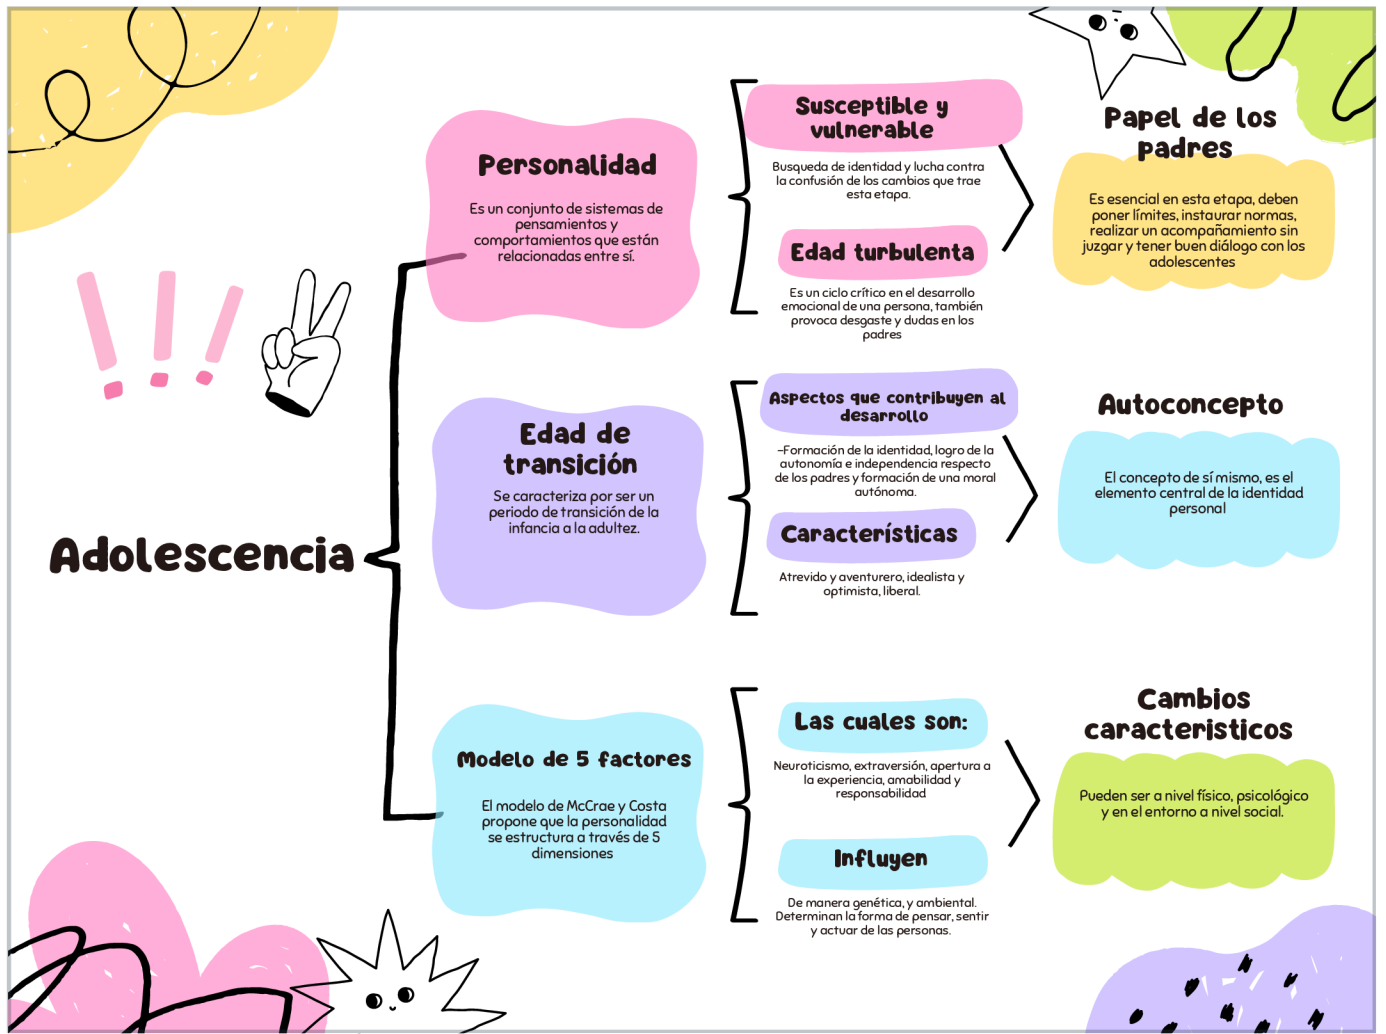 Adolescencia
Personalidad
Es un conjunto de sistemas de
pensamientos y
comportamientos que están
relacionadas entre sí.
Susceptible y
vulnerable
Busqueda de identidad y lucha contra
la confusión de los cambios que trae
esta etapa.
Edad turbulenta
Es un ciclo crítico en el desarrollo
emocional de una persona, también
provoca desgaste y dudas en los
padres
Papel de los
padres
Es esencial en esta etapa, deben
poner límites, instaurar normas,
realizar un acompañamiento sin
juzgar y tener buen diálogo con los
adolescentes
Edad de
transición
Se caracteriza por ser un
periodo de transición de la
infancia a la adultez.
Aspectos que contribuyen al
desarrollo
-Formación de la identidad, logro de la
autonomía e independencia respecto
de los padres y formación de una moral
autónoma.
Características
Atrevido y aventurero, idealista y
optimista, liberal.
Autoconcepto
El concepto de sí mismo, es el
elemento central de la identidad
personal
Modelo de 5 factores
El modelo de McCrae y Costa
propone que la personalidad
se estructura a través de 5
dimensiones
Las cuales son:
Neuroticismo, extraversión, apertura a
la experiencia, amabilidad y
responsabilidad
Influyen
De manera genética, y ambiental.
Determinan la forma de pensar, sentir
y actuar de las personas.
Cambios
caracteristicos
Pueden ser a nivel físico, psicológico
y en el entorno a nivel social.